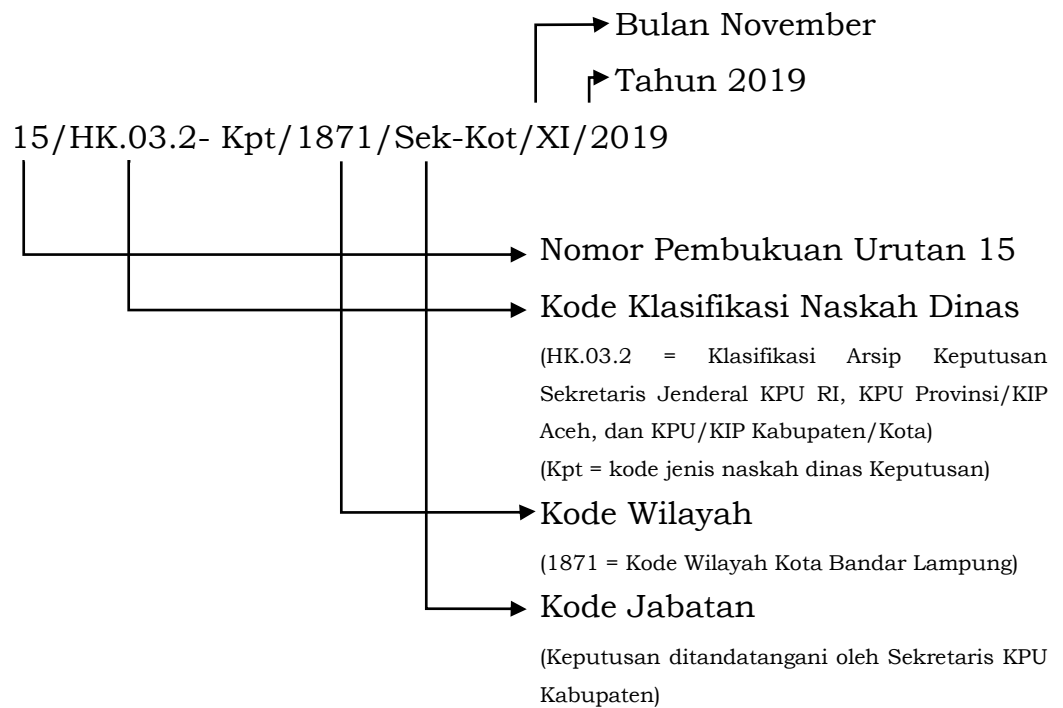 Bulan November
Tahun 2019
15/HK.03.2- Kpt/1871/Sek-Kot/XI/2019
Nomor Pembukuan Urutan 15
Kode Klasifikasi Naskah Dinas
(HK.03.2 = Klasifikasi Arsip Keputusan
Sekretaris Jenderal KPU RI, KPU Provinsi/KIP
Aceh, dan KPU/KIP Kabupaten/Kota)
(Kpt = kode jenis naskah dinas Keputusan)
Kode Wilayah
(1871 = Kode Wilayah Kota Bandar Lampung)
Kode Jabatan
(Keputusan ditandatangani oleh Sekretaris KPU
Kabupaten)